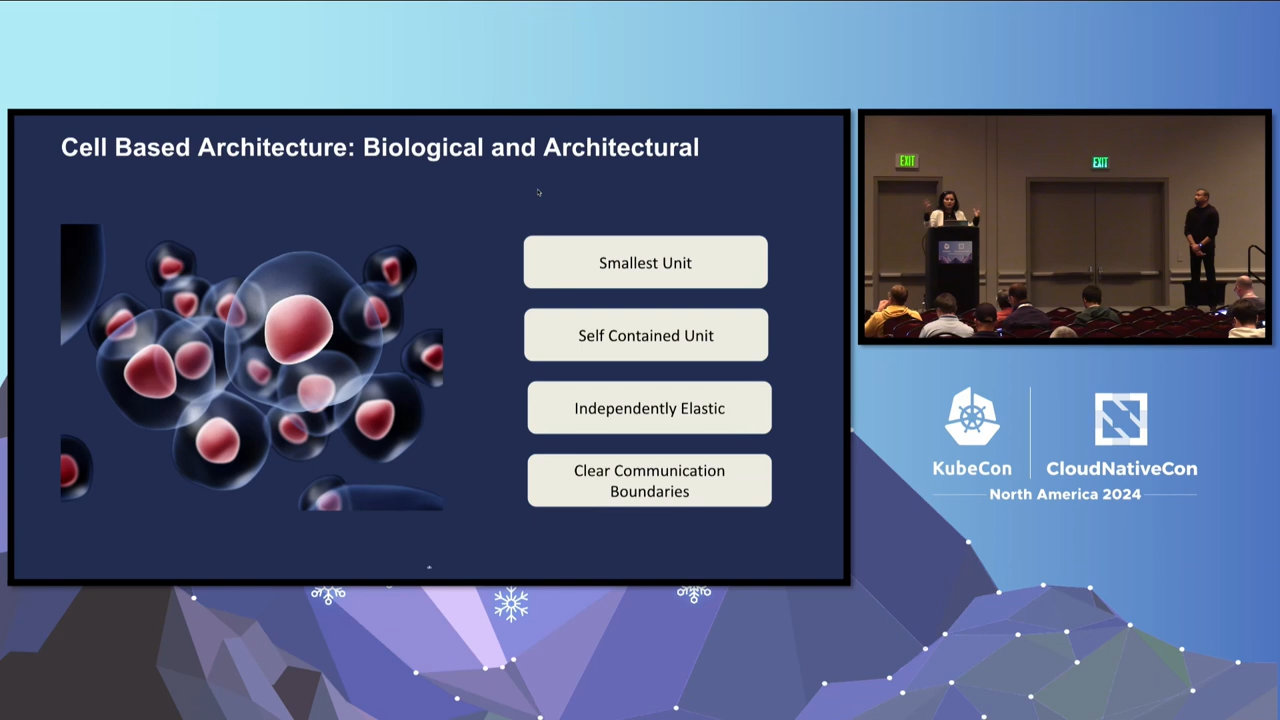 Cell Based Architecture: Biological and Architectural
Smallest Unit
Self Contained Unit
Independently Elastic
Clear Communication
Boundaries
EXIT
EXIT
KubeCon
CloudNativeCon
North America 2024